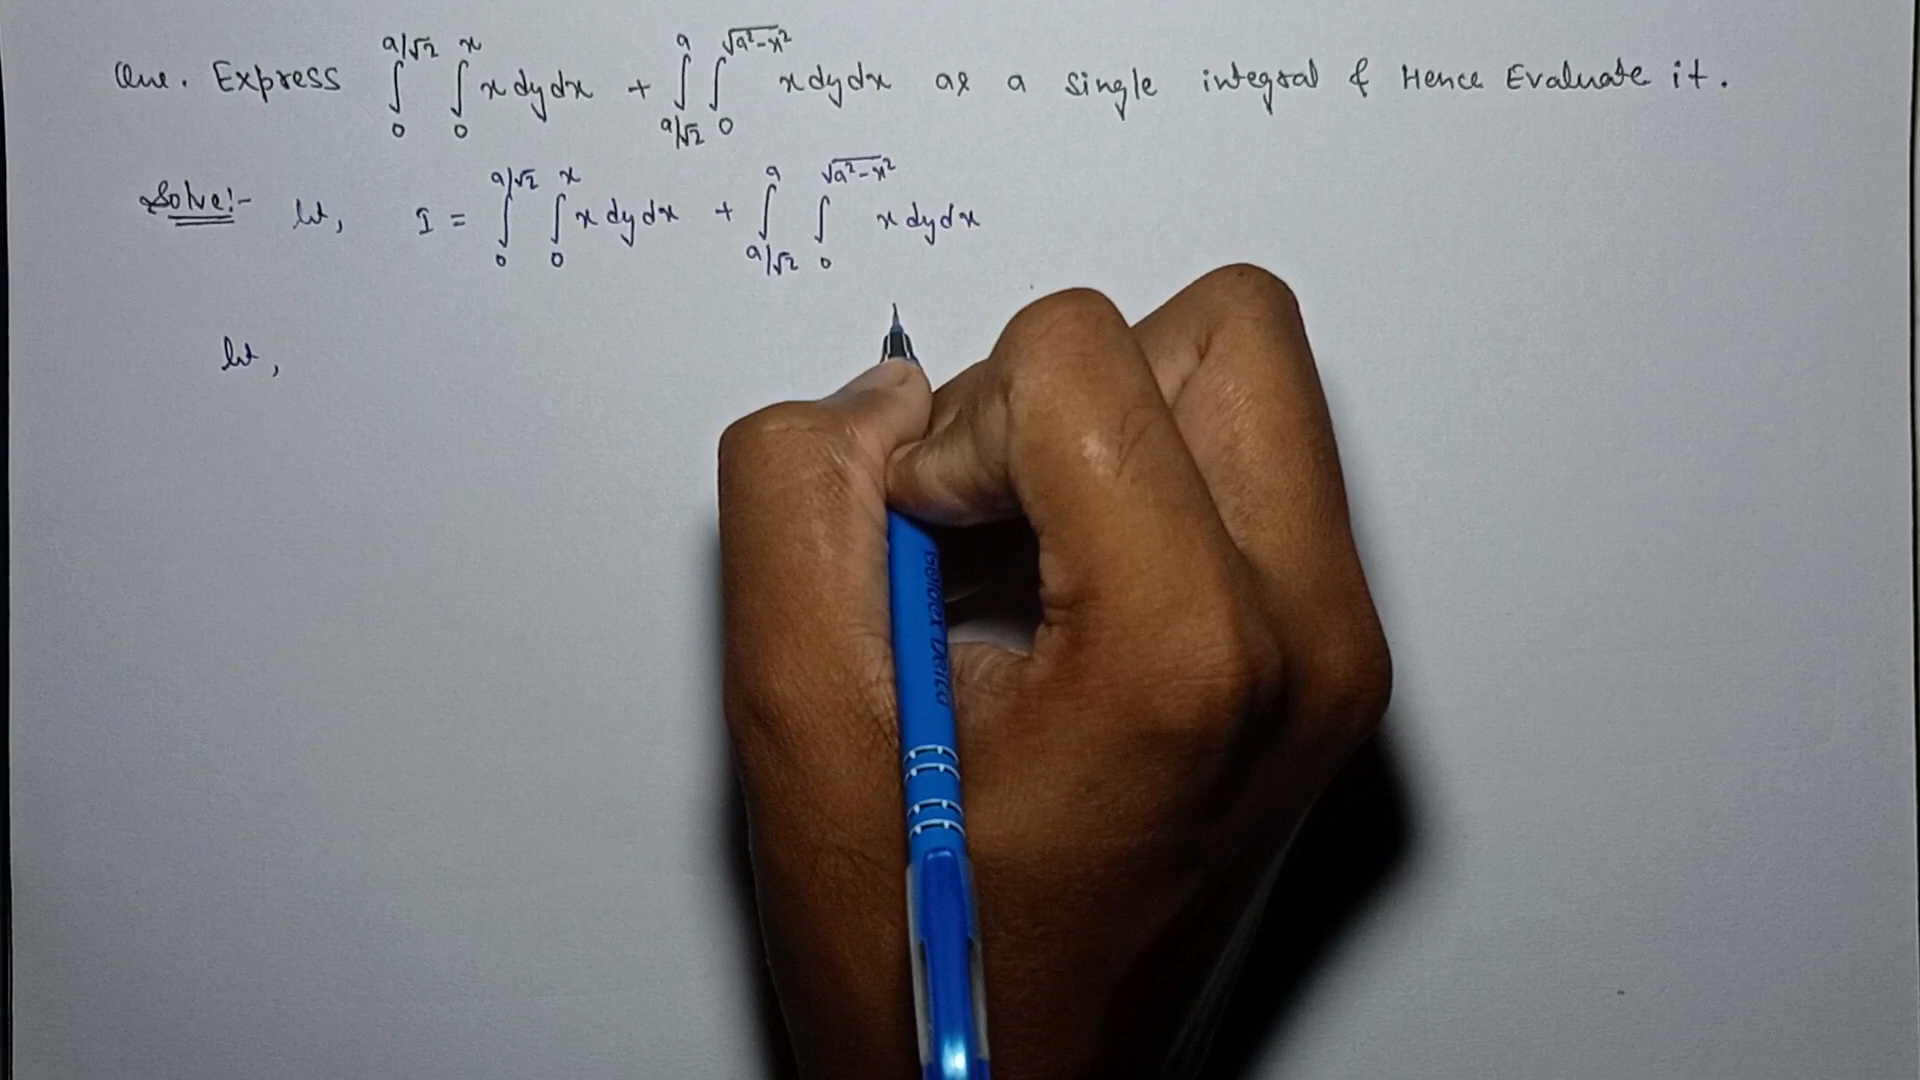 Que. Express ∫₀^{a/√2} ∫₀^{x} x dy dx + ∫_{a/√2}^{a} ∫₀^{√(a²-x²)} x dy dx as a single integral & Hence Evaluate it.
Solve:- let, I = ∫₀^{a/√2} ∫₀^{x} x dy dx + ∫_{a/√2}^{a} ∫₀^{√(a²-x²)} x dy dx
let,